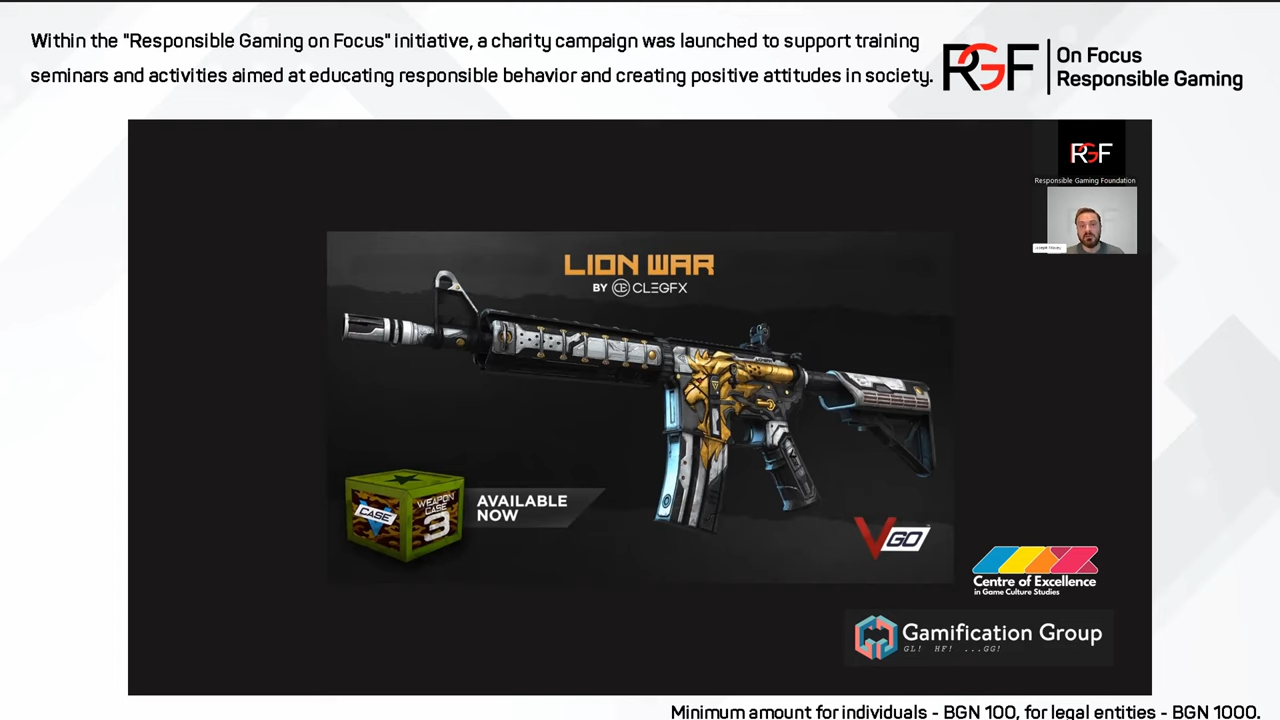 Within the "Responsible Gaming on Focus" initiative, a charity campaign was launched to support training
seminars and activities aimed at educating responsible behavior and creating positive attitudes in society.
RGF
On Focus
Responsible Gaming
RGF
Responsible Gaming Foundation
LION WAR
BY CLEGFX
CASE
WEAPON
CASE
3
AVAILABLE
NOW
VGO
Centre of Excellence
in Game Culture Studies
Gamification Group
GL! HF! ...GG!
Minimum amount for individuals - BGN 100, for legal entities - BGN 1000.